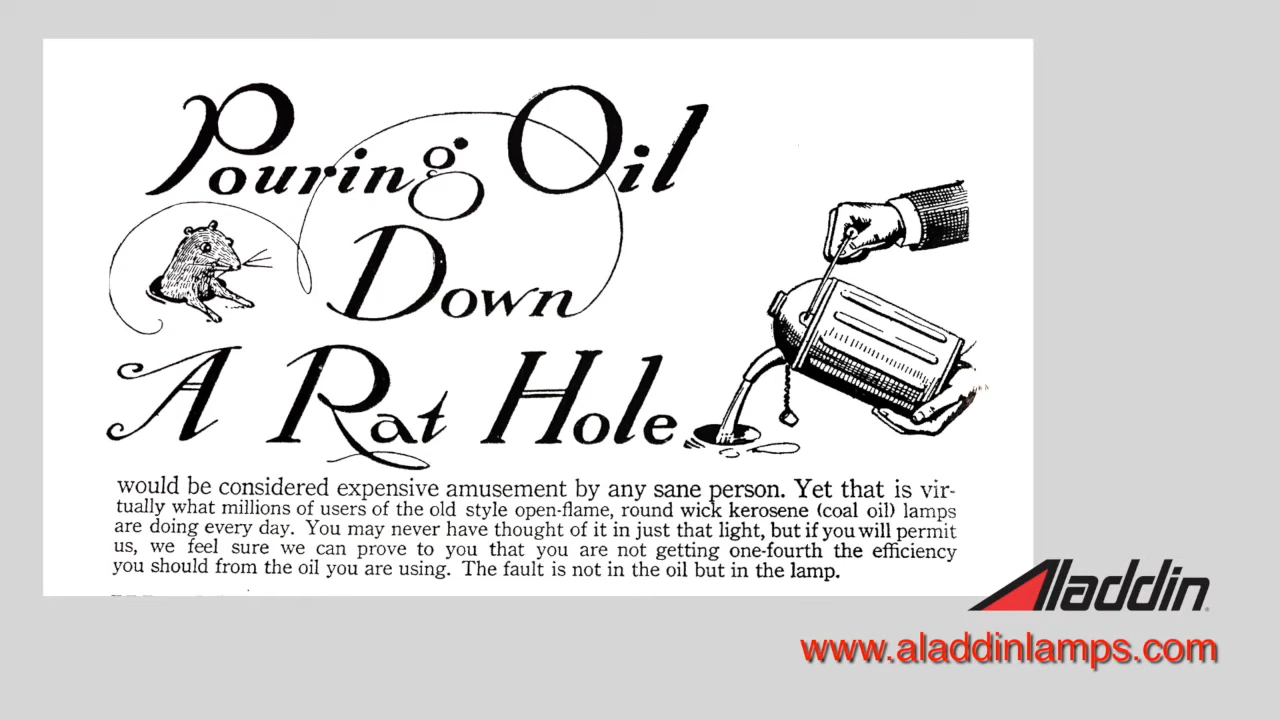 Pouring Oil
Down
A Rat Hole
would be considered expensive amusement by any sane person. Yet that is vir-
tually what millions of users of the old style open-flame, round wick kerosene (coal oil) lamps
are doing every day. You may never have thought of it in just that light, but if you will permit
us, we feel sure we can prove to you that you are not getting one-fourth the efficiency
you should from the oil you are using. The fault is not in the oil but in the lamp.
Aladdin
www.aladdinlamps.com